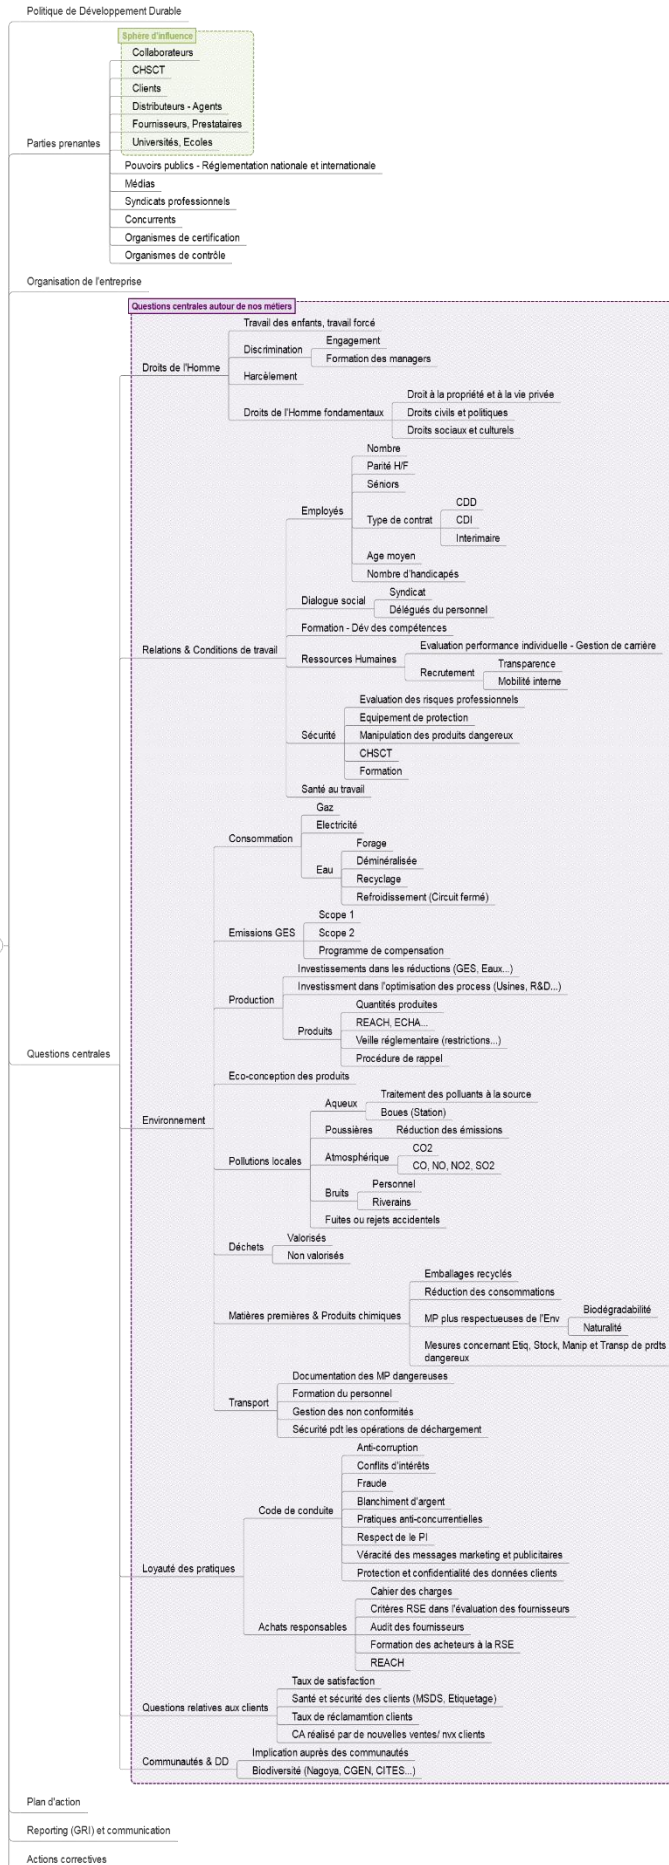 Politique de Développement Durable
Sphère d'influence
Collaborateurs
CHSCT
Clients
Distributeurs - Agents
Fournisseurs, Prestataires
Universités, Ecoles
Parties prenantes
Pouvoirs publics - Réglementation nationale et internationale
Médias
Syndicats professionnels
Concurrents
Organismes de certification
Organismes de contrôle
Organisation de l'entreprise
Questions centrales autour de nos métiers
Travail des enfants, travail forcé
Engagement
Discrimination
Formation des managers
Droits de l'Homme
Harcèlement
Droit à la propriété et à la vie privée
Droits de l'Homme fondamentaux
Droits civils et politiques
Droits sociaux et culturels
Nombre
Parité H/F
Séniors
Employés
CDD
Type de contrat
CDI
Interimaire
Age moyen
Nombre d'handicapés
Dialogue social
Syndicat
Délégués du personnel
Formation - Dév des compétences
Relations & Conditions de travail
Ressources Humaines
Evaluation performance individuelle - Gestion de carrière
Recrutement
Transparence
Mobilité interne
Evaluation des risques professionnels
Equipement de protection
Sécurité
Manipulation des produits dangereux
CHSCT
Formation
Santé au travail
Gaz
Consommation
Electricité
Forage
Eau
Déminéralisée
Recyclage
Refroidissement (Circuit fermé)
Scope 1
Emissions GES
Scope 2
Programme de compensation
Investissements dans les réductions (GES, Eaux...)
Production
Investissment dans l'optimisation des process (Usines, R&D...)
Quantités produites
Produits
REACH, ECHA...
Veille réglementaire (restrictions...)
Procédure de rappel
Questions centrales
Eco-conception des produits
Aqueux
Traitement des polluants à la source
Boues (Station)
Environnement
Poussières
Réduction des émissions
Pollutions locales
Atmosphérique
CO2
CO, NO, NO2, SO2
Bruits
Personnel
Riverains
Fuites ou rejets accidentels
Déchets
Valorisés
Non valorisés
Emballages recyclés
Réduction des consommations
Matières premières & Produits chimiques
MP plus respectueuses de l'Env
Biodégradabilité
Naturalité
Mesures concernant Etiq, Stock, Manip et Transp de prdts
dangereux
Documentation des MP dangereuses
Transport
Formation du personnel
Gestion des non conformités
Sécurité pdt les opérations de déchargement
Anti-corruption
Conflits d'intérêts
Fraude
Code de conduite
Blanchiment d'argent
Pratiques anti-concurrentielles
Respect de le PI
Véracité des messages marketing et publicitaires
Loyauté des pratiques
Protection et confidentialité des données clients
Cahier des charges
Critères RSE dans l'évaluation des fournisseurs
Achats responsables
Audit des fournisseurs
Formation des acheteurs à la RSE
REACH
Taux de satisfaction
Santé et sécurité des clients (MSDS, Etiquetage)
Questions relatives aux clients
Taux de réclamamtion clients
CA réalisé par de nouvelles ventes/ nvx clients
Communautés & DD
Implication auprès des communautés
Biodiversité (Nagoya, CGEN, CITES...)
Plan d'action
Reporting (GRI) et communication
Actions correctives